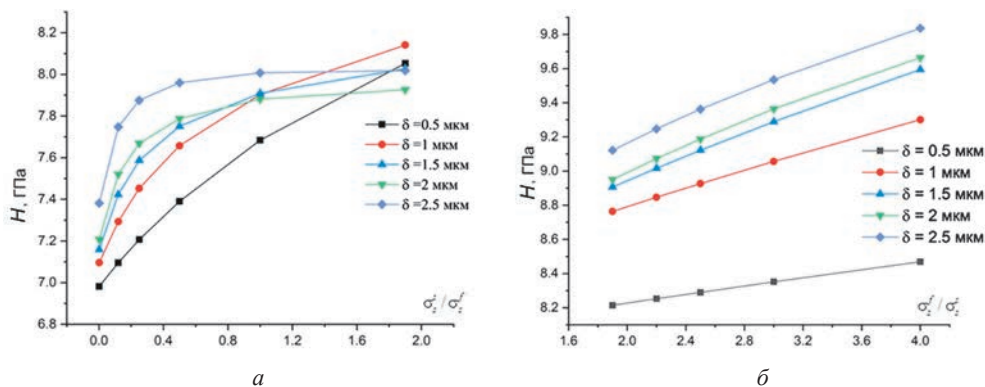 a
8.2
8.0
7.8
7.6
7.4
7.2
7.0
6.8
H, ГПа
0.0 0.4 0.8 1.2 1.6 2.0
δ =0.5 мкм
δ =1 мкм
δ =1.5 мкм
δ =2 мкм
δ =2.5 мкм
σ_z^s / σ_z^f
а
б
9.8
9.6
9.4
9.2
9.0
8.8
8.6
8.4
8.2
H, ГПа
1.6 2.0 2.4 2.8 3.2 3.6 4.0
δ = 0.5 мкм
δ = 1 мкм
δ = 1.5 мкм
δ = 2 мкм
δ = 2.5 мкм
σ_z^f / σ_z^s
б